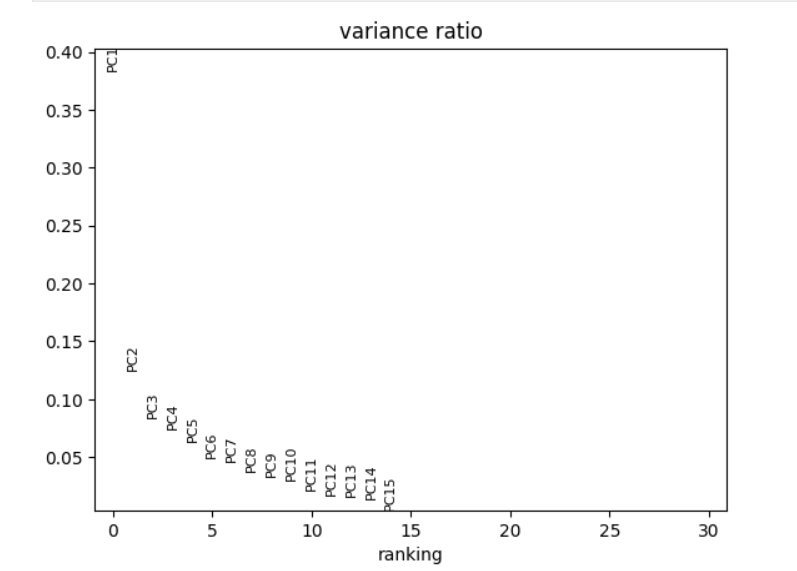 variance ratio
0.40
0.35
0.30
0.25
0.20
0.15
0.10
0.05
PC1
PC2
PC3
PC4
PC5
PC6
PC7
PC8
PC9
PC10
PC11
PC12
PC13
PC14
PC15
0 5 10 15 20 25 30
ranking